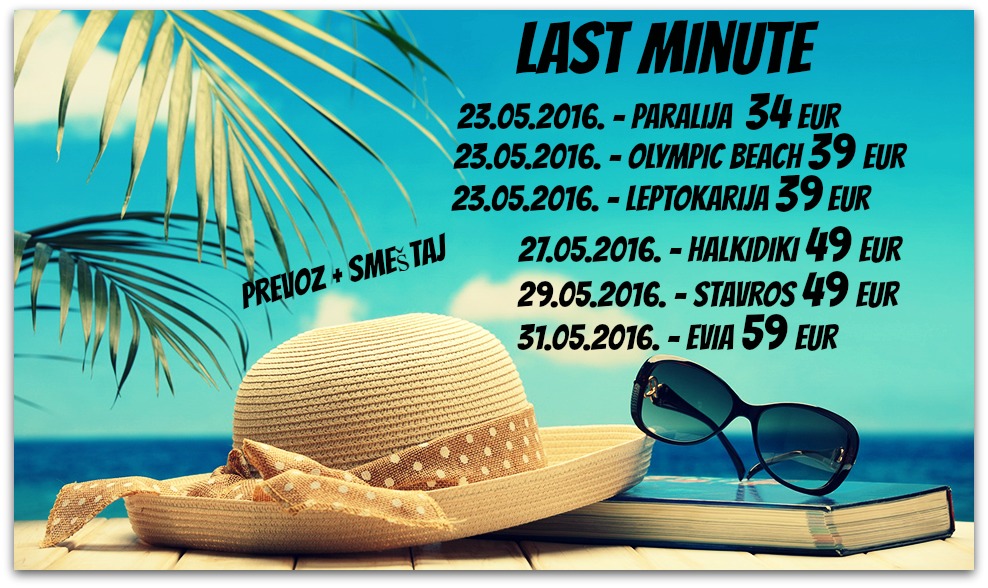 LAST MINUTE
23.05.2016. - PARALIJA 34 EUR
23.05.2016. - OLYMPIC BEACH 39 EUR
23.05.2016. - LEPTOKARIJA 39 EUR
27.05.2016. - HALKIDIKI 49 EUR
29.05.2016. - STAVROS 49 EUR
31.05.2016. - EVIA 59 EUR
PREVOZ + SMEšTAJ